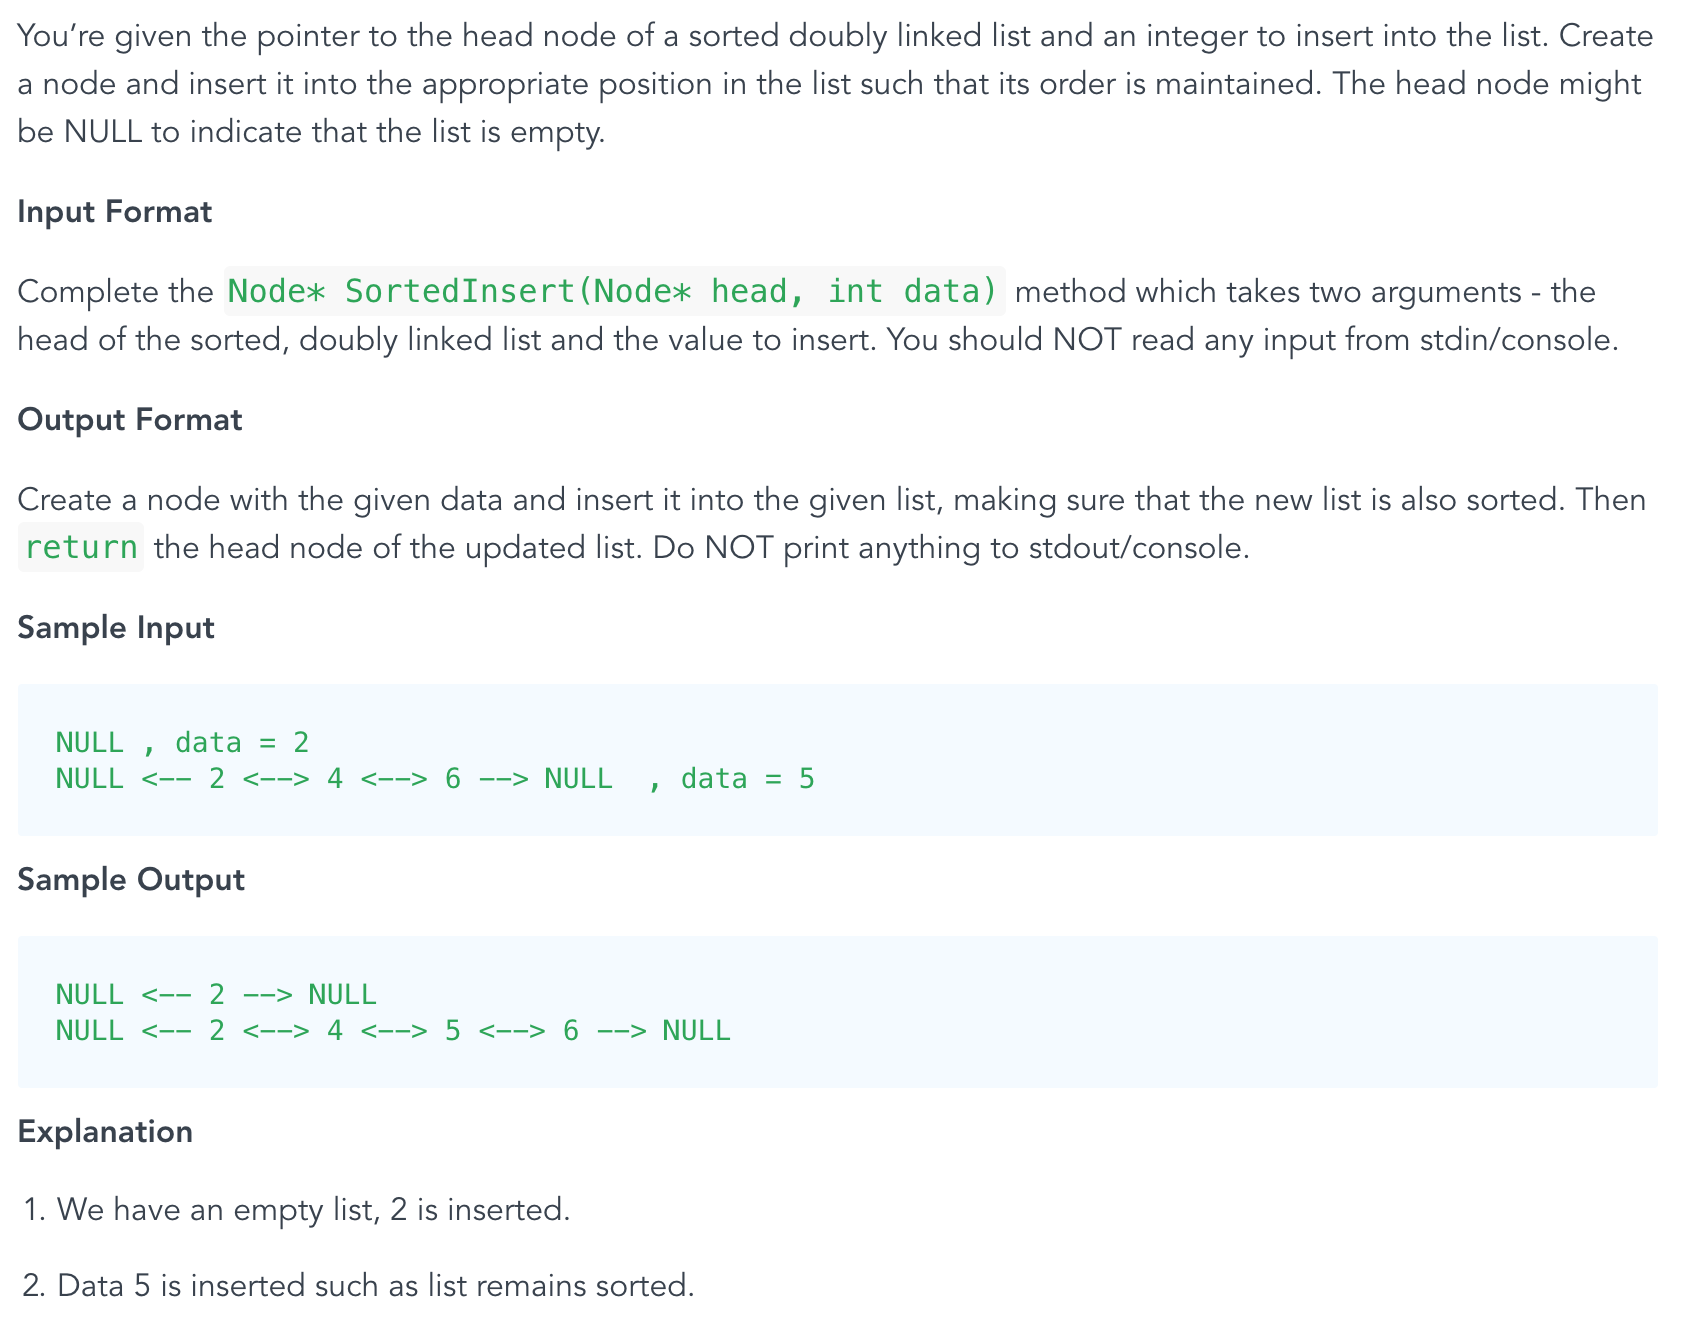 You’re given the pointer to the head node of a sorted doubly linked list and an integer to insert into the list. Create
a node and insert it into the appropriate position in the list such that its order is maintained. The head node might
be NULL to indicate that the list is empty.
Input Format
Complete the Node* SortedInsert(Node* head, int data) method which takes two arguments - the
head of the sorted, doubly linked list and the value to insert. You should NOT read any input from stdin/console.
Output Format
Create a node with the given data and insert it into the given list, making sure that the new list is also sorted. Then
return the head node of the updated list. Do NOT print anything to stdout/console.
Sample Input
NULL , data = 2
NULL <-- 2 <--> 4 <--> 6 --> NULL  , data = 5
Sample Output
NULL <-- 2 --> NULL
NULL <-- 2 <--> 4 <--> 5 <--> 6 --> NULL
Explanation
1. We have an empty list, 2 is inserted.
2. Data 5 is inserted such as list remains sorted.